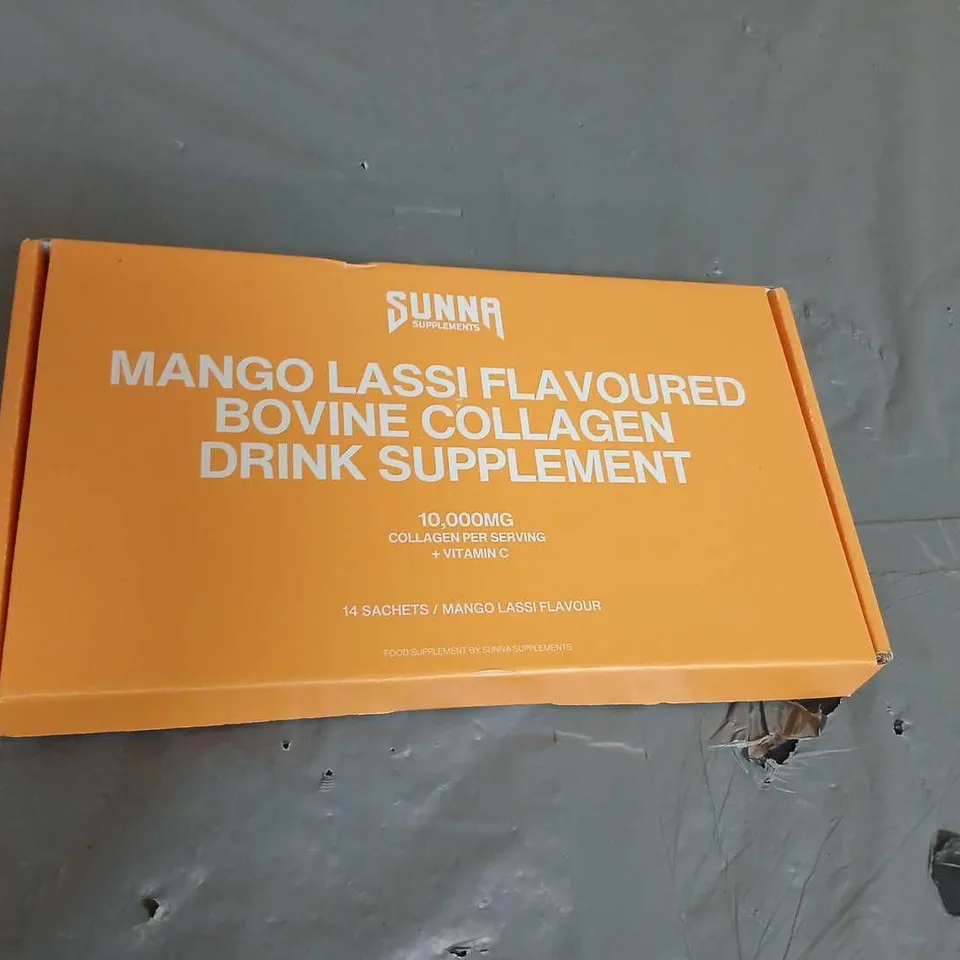 SUNNA
SUPPLEMENTS
MANGO LASSI FLAVOURED
BOVINE COLLAGEN
DRINK SUPPLEMENT
10,000MG
COLLAGEN PER SERVING
+ VITAMIN C
14 SACHETS / MANGO LASSI FLAVOUR
FOOD SUPPLEMENT BY SUNNA SUPPLEMENTS